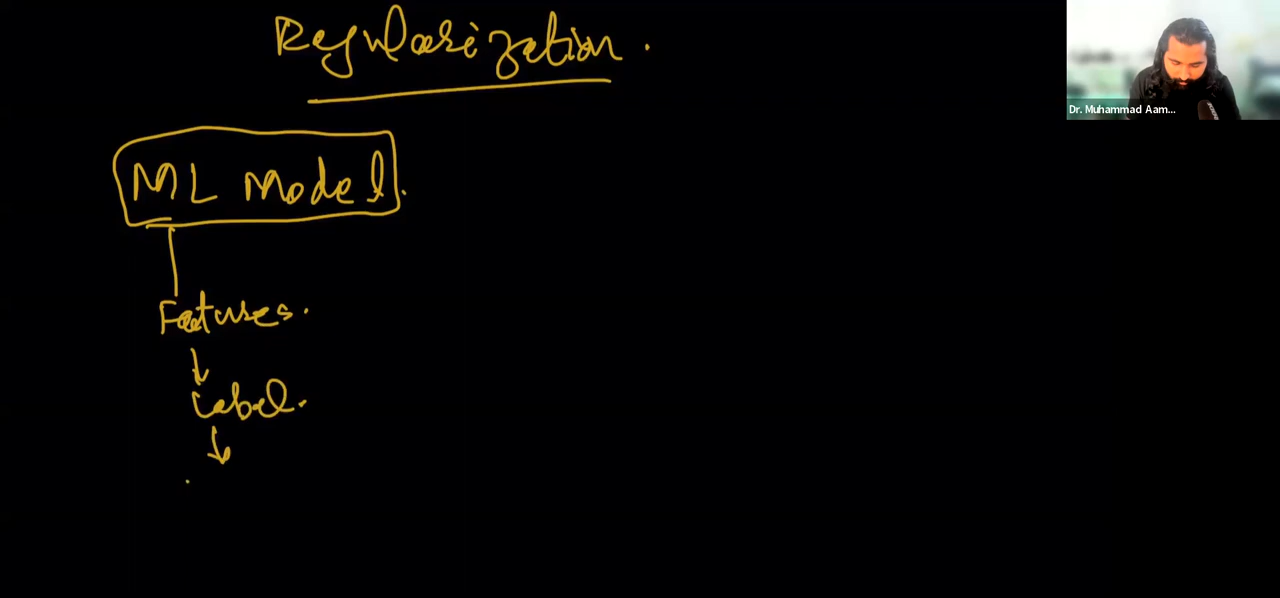 Regularization.
Dr. Muhammad Aam...
ML Model.
Features.
Label.